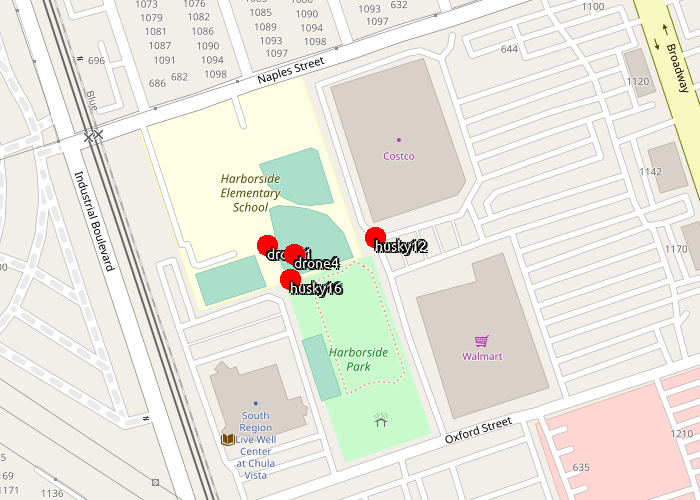 1073
1079
1081
1087
1091
1076
1082
1086
1090
1094
1098
1085
1089
1093
1097
1090
1094
1098
1093
1097
632
1100
644
696
686
682
Naples Street
Blue
Broadway
1120
1142
1170
Costco
Harborside
Elementary
School
Industrial Boulevard
husky12
drone1
drone4
husky16
Harborside
Park
Walmart
South
Region
Live Well
Center
at Chula
Vista
Oxford Street
635
1210
1136
169
1171
00